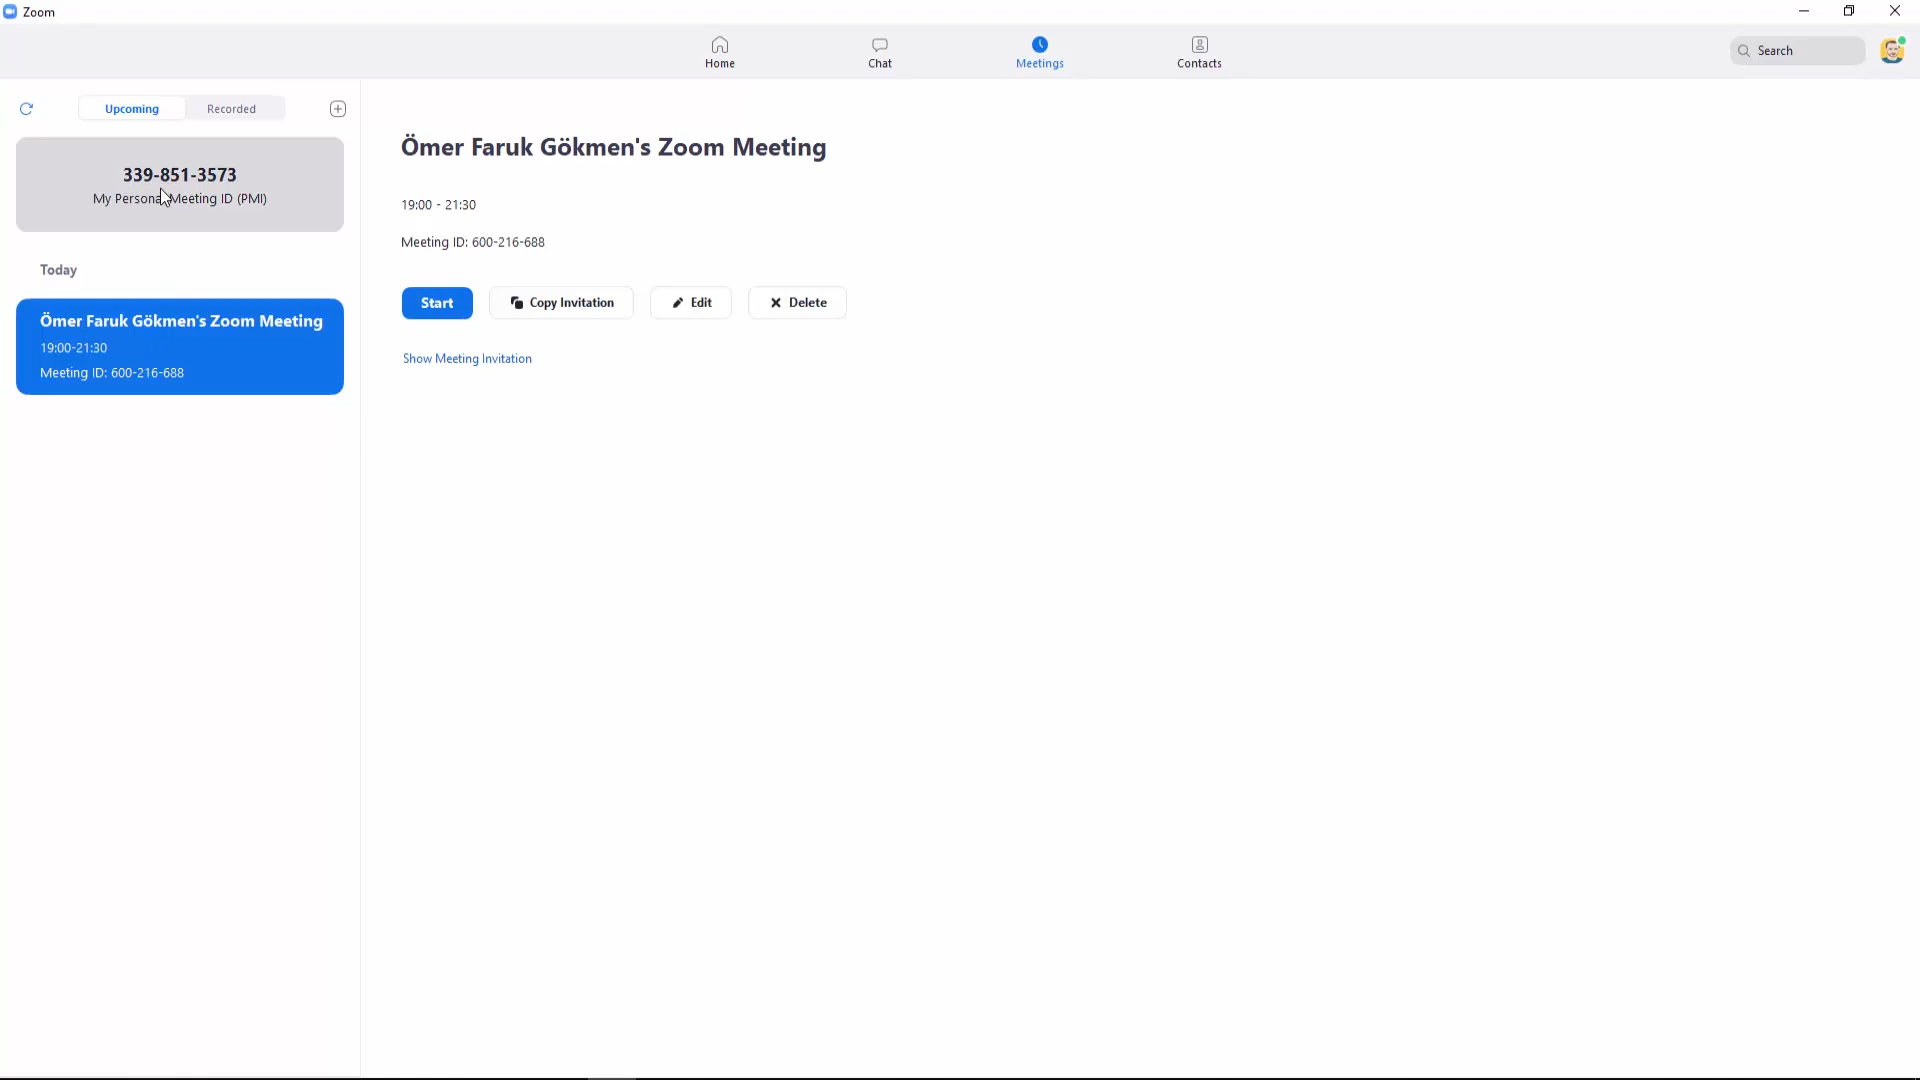 Zoom
Home
Chat
Meetings
Contacts
Search
Upcoming
Recorded
339-851-3573
My Personal Meeting ID (PMI)
Today
Ömer Faruk Gökmen's Zoom Meeting
19:00-21:30
Meeting ID: 600-216-688
Ömer Faruk Gökmen's Zoom Meeting
19:00 - 21:30
Meeting ID: 600-216-688
Start
Copy Invitation
Edit
Delete
Show Meeting Invitation